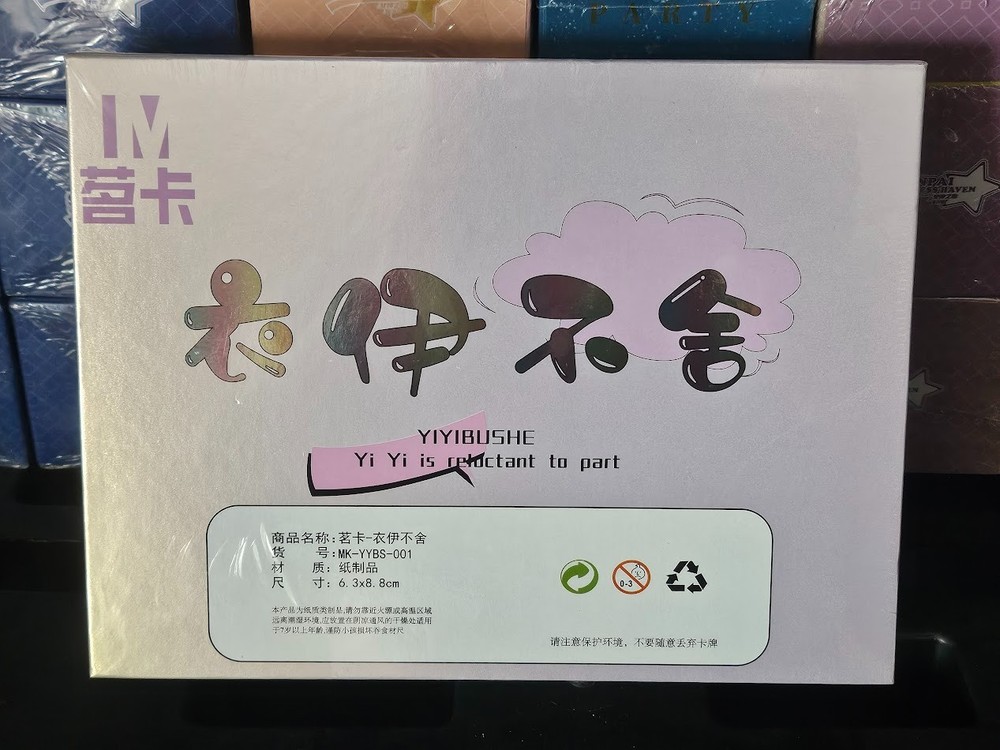 PARTY
IM
茗卡
衣伊不舍
YIYIBUSHE
Yi Yi is reluctant to part
商品名称:茗卡-衣伊不舍
货 号:MK-YYBS-001
材 质: 纸制品
尺 寸: 6.3x8.8cm
本产品为纸质类制品,请勿靠近火源或高温区域
远离潮湿环境,应放置在阴凉通风的干燥处适用
于7岁以上年龄,谨防小孩损坏吞食材尺
0-3
请注意保护环境, 不要随意丢弃卡牌